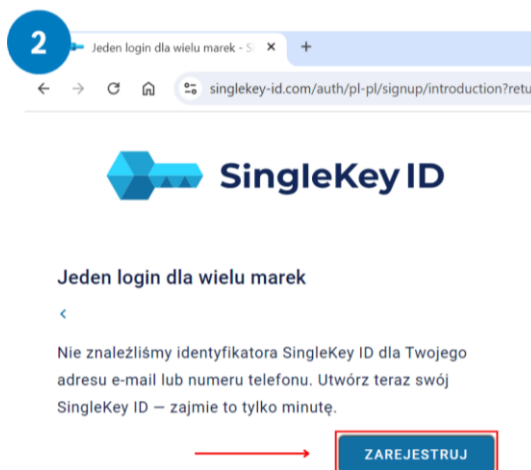 2
Jeden login dla wielu marek - S
singlekey-id.com/auth/pl-pl/signup/introduction?retu
SingleKey ID
Jeden login dla wielu marek
Nie znaleźliśmy identyfikatora SingleKey ID dla Twojego
adresu e-mail lub numeru telefonu. Utwórz teraz swój
SingleKey ID — zajmie to tylko minutę.
ZAREJESTRUJ